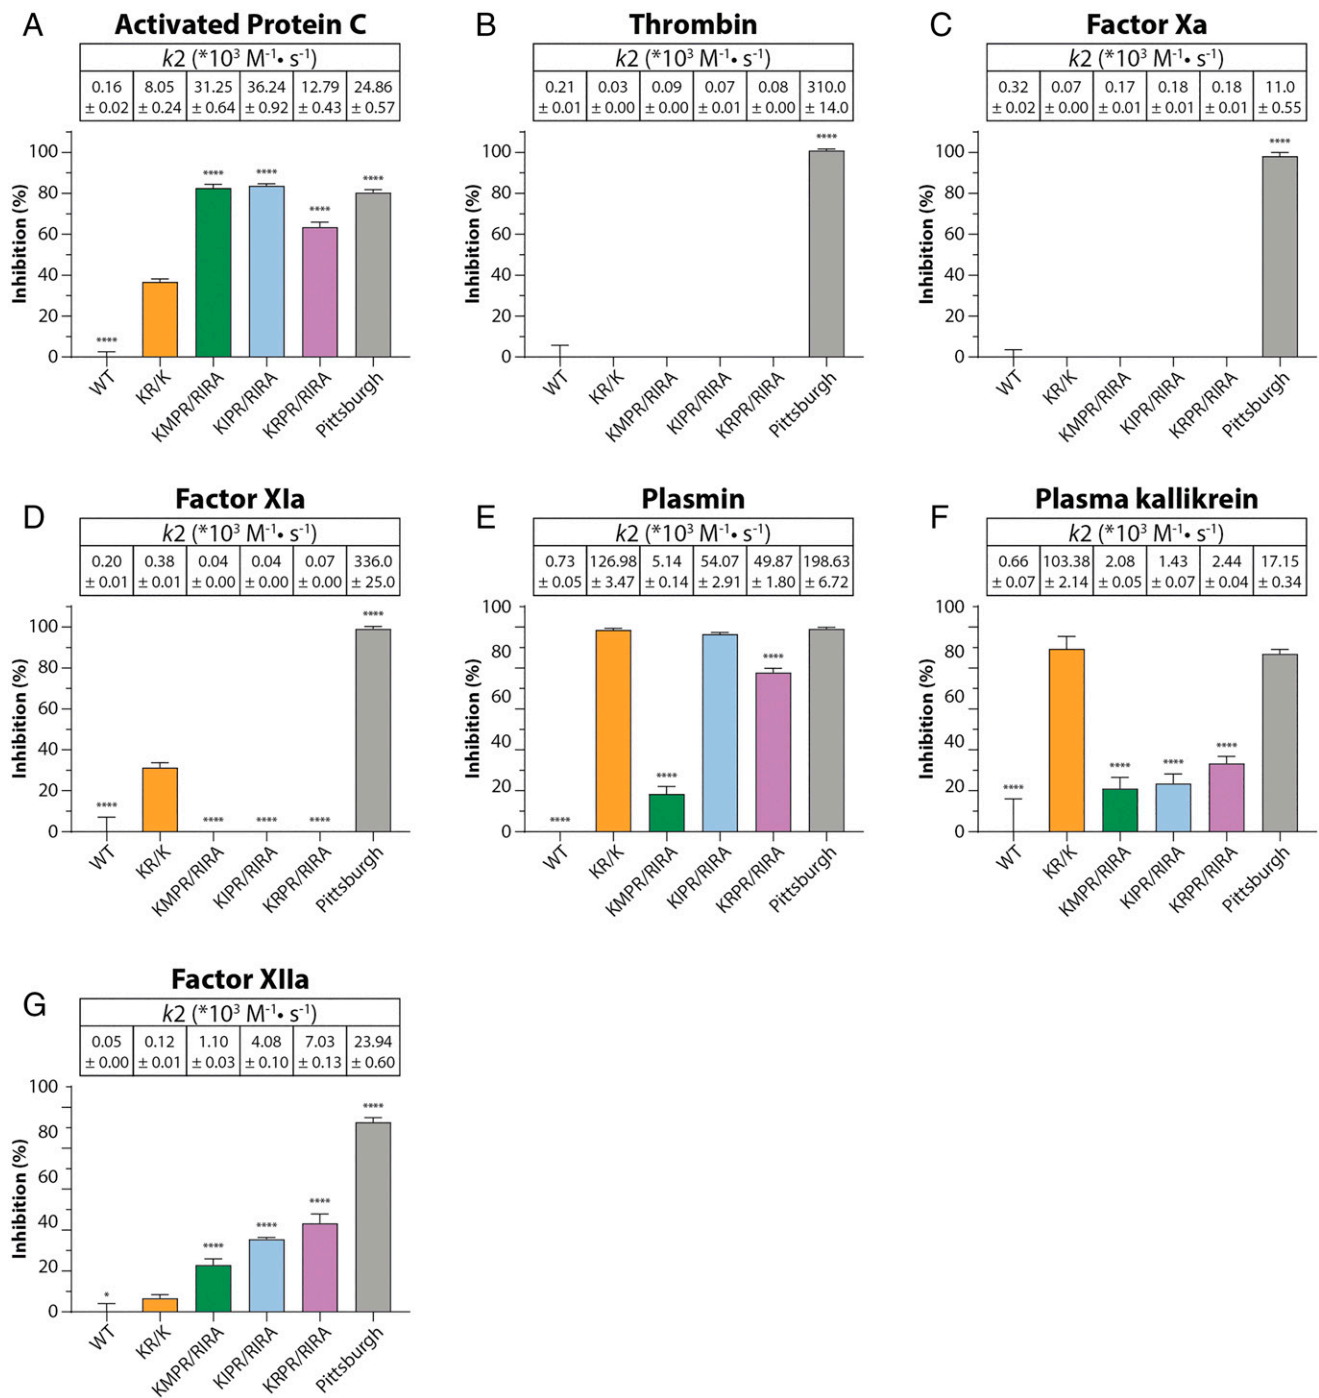 A
Activated Protein C
k2 (*10³ M⁻¹• s⁻¹)
0.16 8.05 31.25 36.24 12.79 24.86
± 0.02 ± 0.24 ± 0.64 ± 0.92 ± 0.43 ± 0.57
Inhibition (%)
100
80
60
40
20
0
**** **** **** **** ****
WT KR/K KMPR/RIRA KIPR/RIRA KRPR/RIRA Pittsburgh
B
Thrombin
k2 (*10³ M⁻¹• s⁻¹)
0.21 0.03 0.09 0.07 0.08 310.0
± 0.01 ± 0.00 ± 0.00 ± 0.01 ± 0.00 ± 14.0
Inhibition (%)
100
80
60
40
20
0
****
WT KR/K KMPR/RIRA KIPR/RIRA KRPR/RIRA Pittsburgh
C
Factor Xa
k2 (*10³ M⁻¹• s⁻¹)
0.32 0.07 0.17 0.18 0.18 11.0
± 0.02 ± 0.00 ± 0.01 ± 0.01 ± 0.01 ± 0.55
Inhibition (%)
100
80
60
40
20
0
****
WT KR/K KMPR/RIRA KIPR/RIRA KRPR/RIRA Pittsburgh
D
Factor XIa
k2 (*10³ M⁻¹• s⁻¹)
0.20 0.38 0.04 0.04 0.07 336.0
± 0.01 ± 0.01 ± 0.00 ± 0.00 ± 0.00 ± 25.0
Inhibition (%)
100
80
60
40
20
0
**** **** **** **** ****
WT KR/K KMPR/RIRA KIPR/RIRA KRPR/RIRA Pittsburgh
E
Plasmin
k2 (*10³ M⁻¹• s⁻¹)
0.73 126.98 5.14 54.07 49.87 198.63
± 0.05 ± 3.47 ± 0.14 ± 2.91 ± 1.80 ± 6.72
Inhibition (%)
100
80
60
40
20
0
**** **** ****
WT KR/K KMPR/RIRA KIPR/RIRA KRPR/RIRA Pittsburgh
F
Plasma kallikrein
k2 (*10³ M⁻¹• s⁻¹)
0.66 103.38 2.08 1.43 2.44 17.15
± 0.07 ± 2.14 ± 0.05 ± 0.07 ± 0.04 ± 0.34
Inhibition (%)
100
80
60
40
20
0
**** **** **** ****
WT KR/K KMPR/RIRA KIPR/RIRA KRPR/RIRA Pittsburgh
G
Factor XIIa
k2 (*10³ M⁻¹• s⁻¹)
0.05 0.12 1.10 4.08 7.03 23.94
± 0.00 ± 0.01 ± 0.03 ± 0.10 ± 0.13 ± 0.60
Inhibition (%)
100
80
60
40
20
0
* **** **** **** ****
WT KR/K KMPR/RIRA KIPR/RIRA KRPR/RIRA Pittsburgh